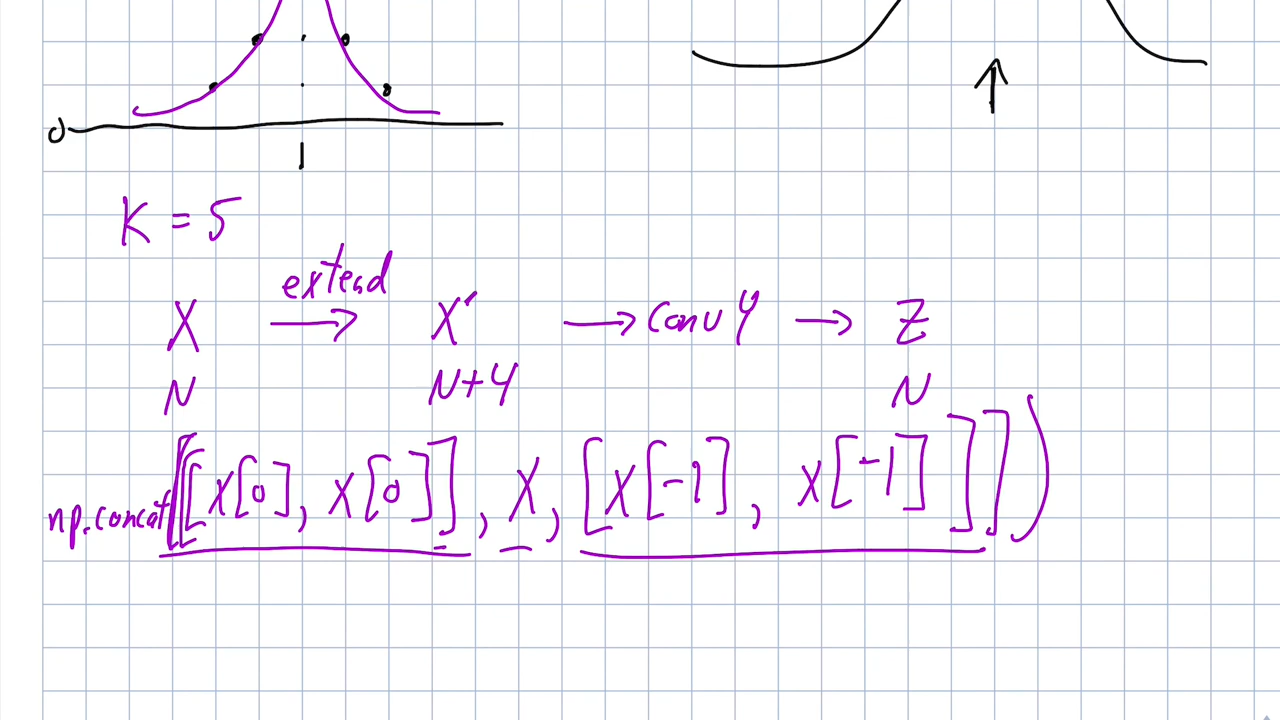 0
1
K = 5
extend
X → X' → Conv Y → Z
N N+4 N
np.concat([[X[0], X[0]], X, [X[-1], X[-1]]])